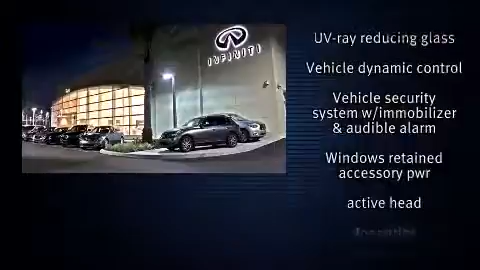 INFINITI
UV-ray reducing glass
Vehicle dynamic control
Vehicle security
system w/immobilizer
& audible alarm
Windows retained
accessory pwr
active head